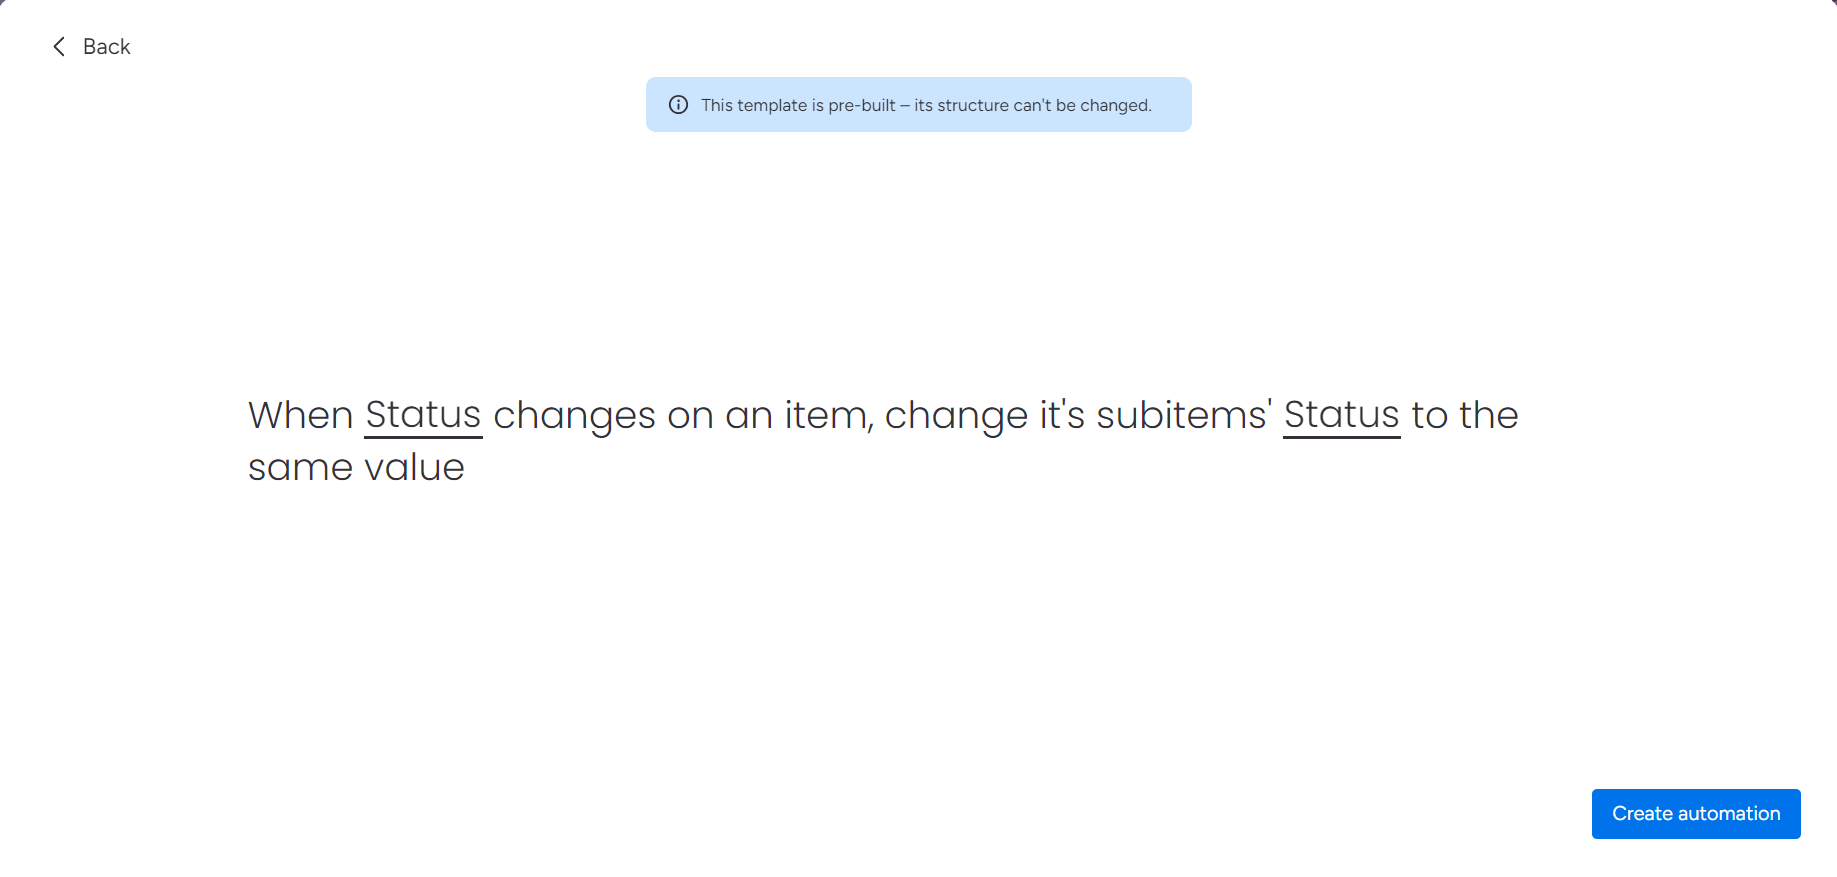 Back
This template is pre-built – its structure can't be changed.
When Status changes on an item, change it's subitems' Status to the
same value
Create automation